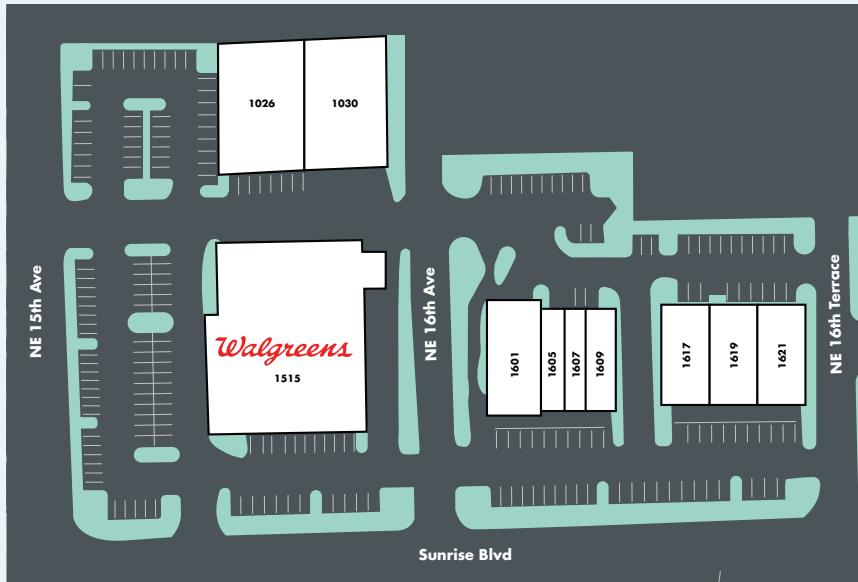 1026
1030
NE 15th Ave
NE 16th Ave
NE 16th Terrace
Walgreens
1515
1601
1605
1607
1609
1617
1619
1621
Sunrise Blvd